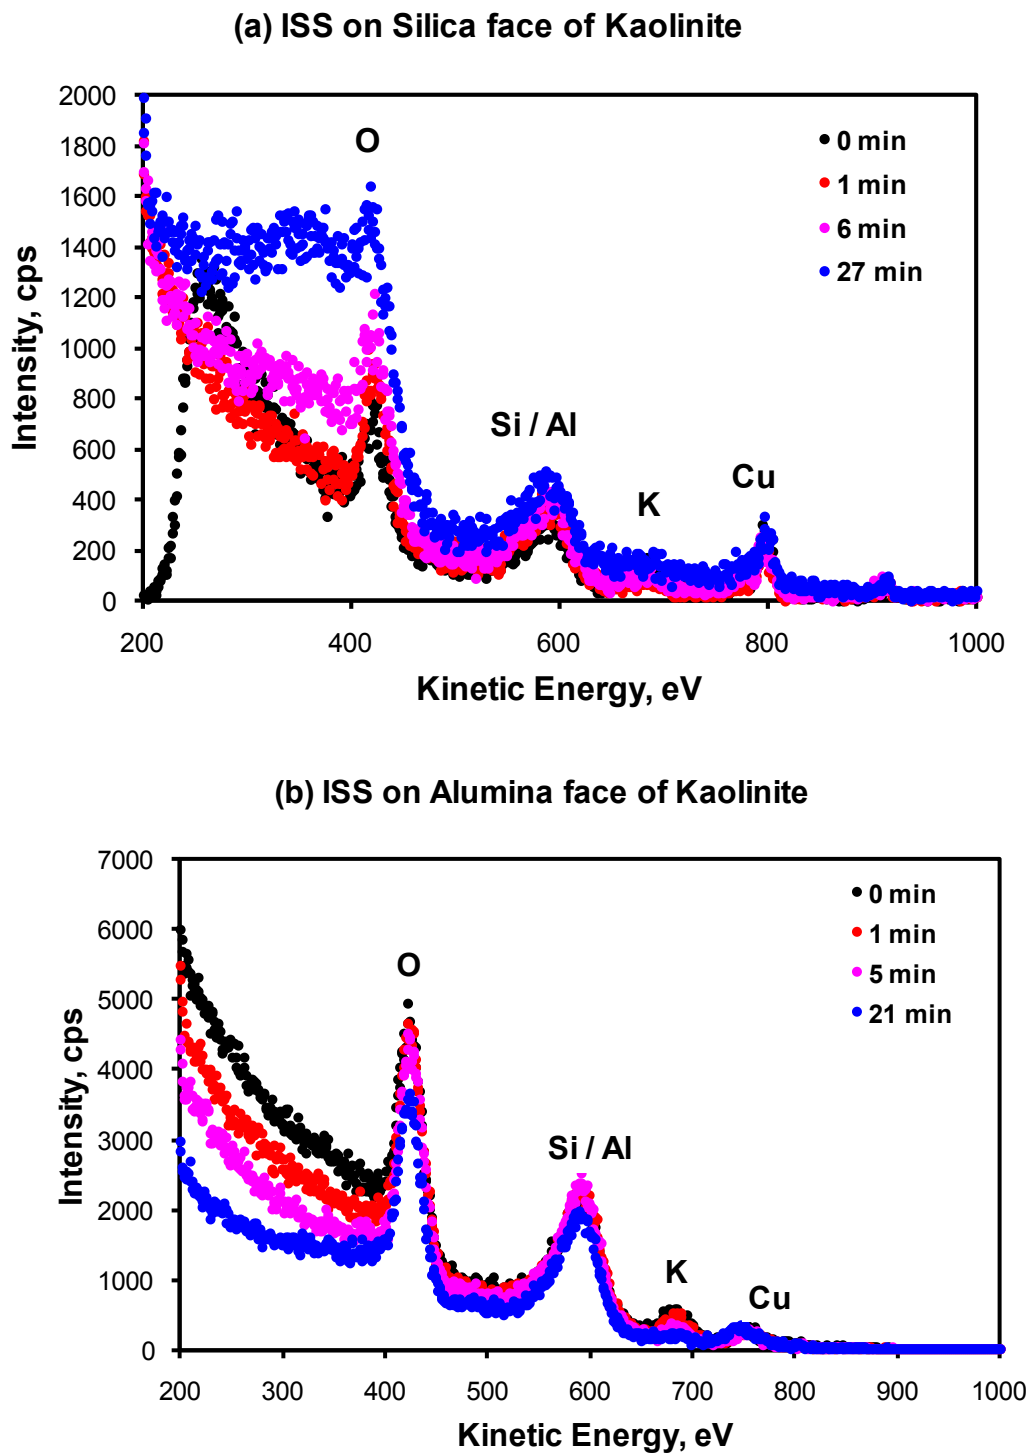 (a) ISS on Silica face of Kaolinite
2000
1800
1600
1400
1200
1000
800
600
400
200
0
Intensity, cps
O
Si / Al
K
Cu
0 min
1 min
6 min
27 min
200 400 600 800 1000
Kinetic Energy, eV
(b) ISS on Alumina face of Kaolinite
7000
6000
5000
4000
3000
2000
1000
0
Intensity, cps
O
Si / Al
K
Cu
0 min
1 min
5 min
21 min
200 300 400 500 600 700 800 900 1000
Kinetic Energy, eV